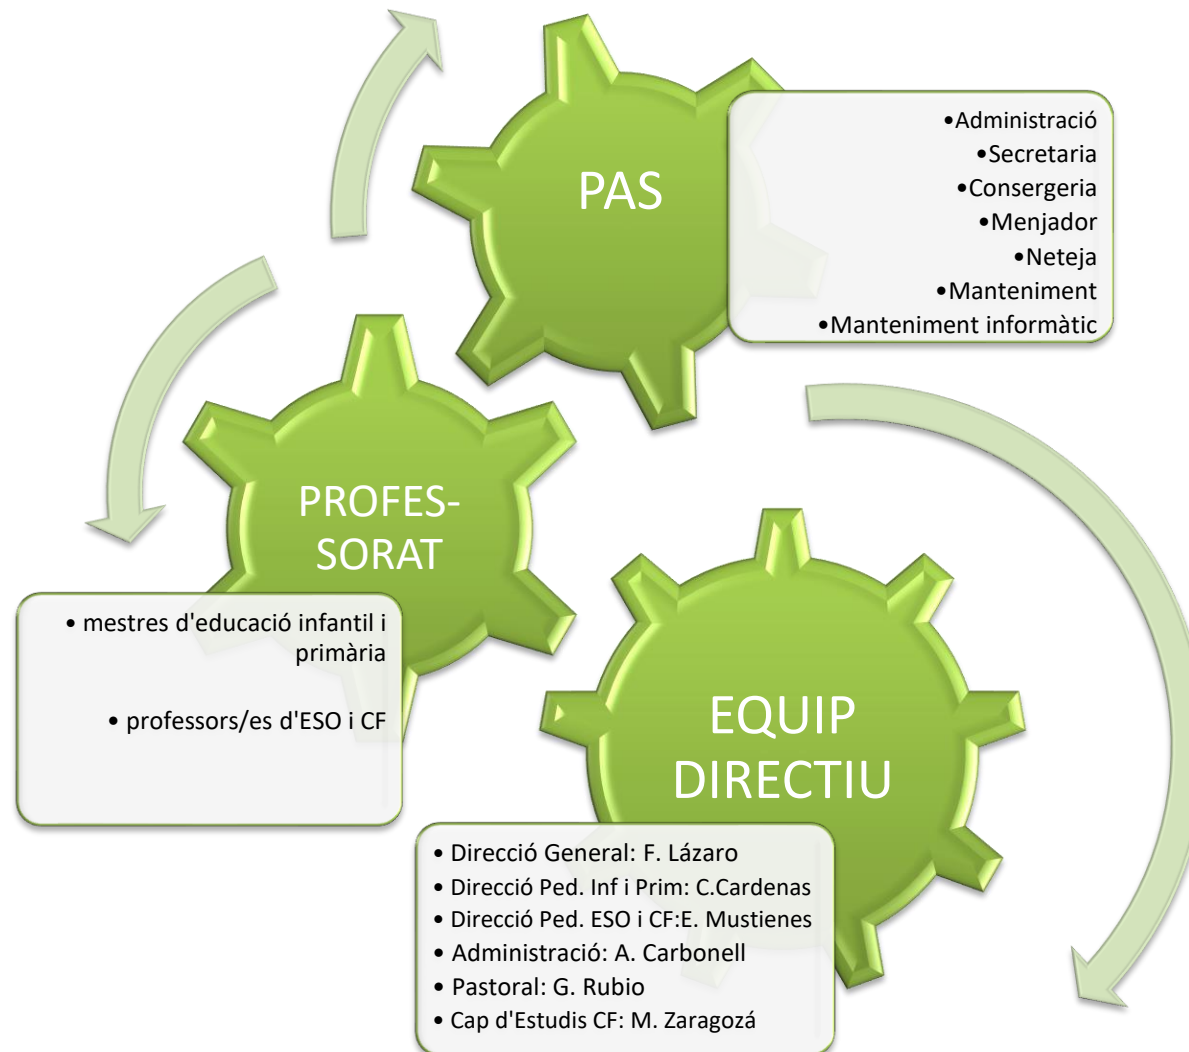 PAS
•Administració
•Secretaria
•Consergeria
•Menjador
•Neteja
•Manteniment
•Manteniment informàtic
PROFES-
SORAT
• mestres d'educació infantil i
primària
• professors/es d'ESO i CF
EQUIP
DIRECTIU
• Direcció General: F. Lázaro
• Direcció Ped. Inf i Prim: C.Cardenas
• Direcció Ped. ESO i CF:E. Mustienes
• Administració: A. Carbonell
• Pastoral: G. Rubio
• Cap d'Estudis CF: M. Zaragozá